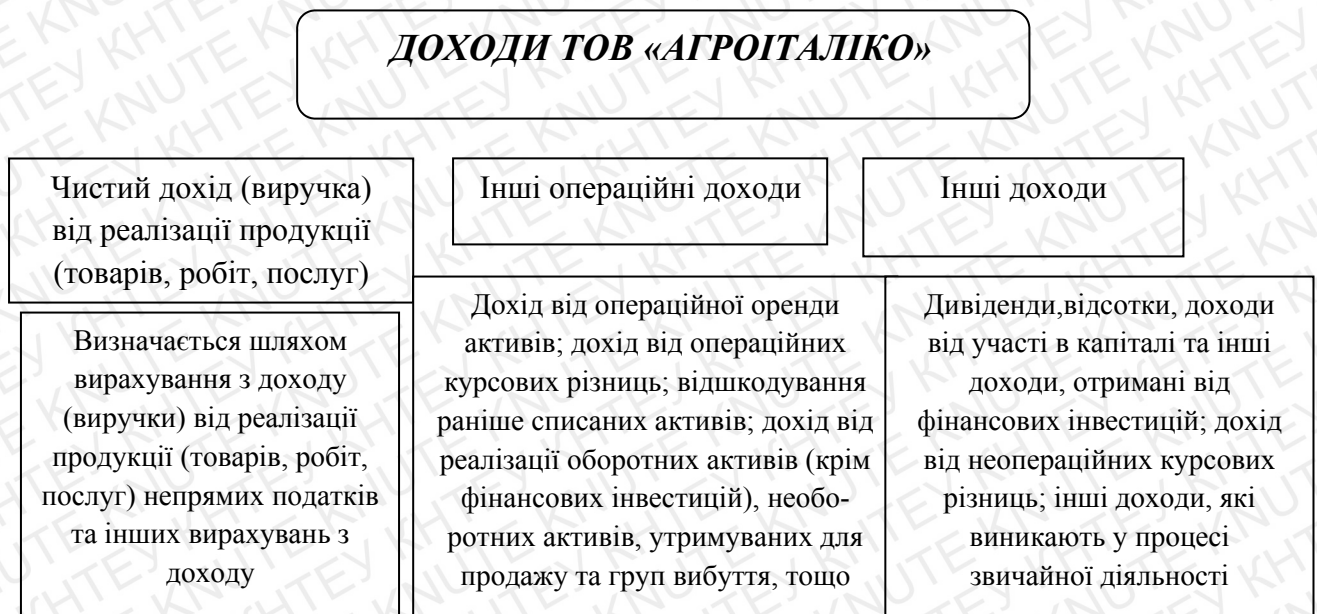 ДОХОДИ ТОВ «АГРОІТАЛІКО»
Чистий дохід (виручка)
від реалізації продукції
(товарів, робіт, послуг)
Інші операційні доходи
Інші доходи
Визначається шляхом
вирахування з доходу
(виручки) від реалізації
продукції (товарів, робіт,
послуг) непрямих податків
та інших вирахувань з
доходу
Дохід від операційної оренди
активів; дохід від операційних
курсових різниць; відшкодування
раніше списаних активів; дохід від
реалізації оборотних активів (крім
фінансових інвестицій), необо-
ротних активів, утримуваних для
продажу та груп вибуття, тощо
Дивіденди,відсотки, доходи
від участі в капіталі та інші
доходи, отримані від
фінансових інвестицій; дохід
від неопераційних курсових
різниць; інші доходи, які
виникають у процесі
звичайної діяльності